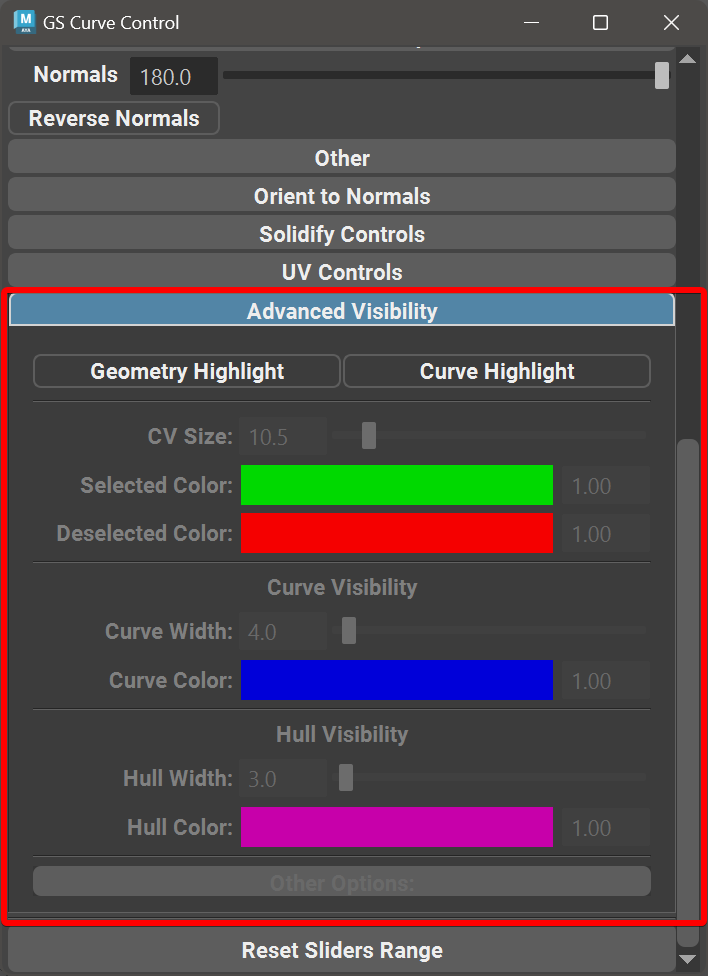 GS Curve Control
Normals 180.0
Reverse Normals
Other
Orient to Normals
Solidify Controls
UV Controls
Advanced Visibility
Geometry Highlight Curve Highlight
CV Size: 10.5
Selected Color: 1.00
Deselected Color: 1.00
Curve Visibility
Curve Width: 4.0
Curve Color: 1.00
Hull Visibility
Hull Width: 3.0
Hull Color: 1.00
Other Options:
Reset Sliders Range